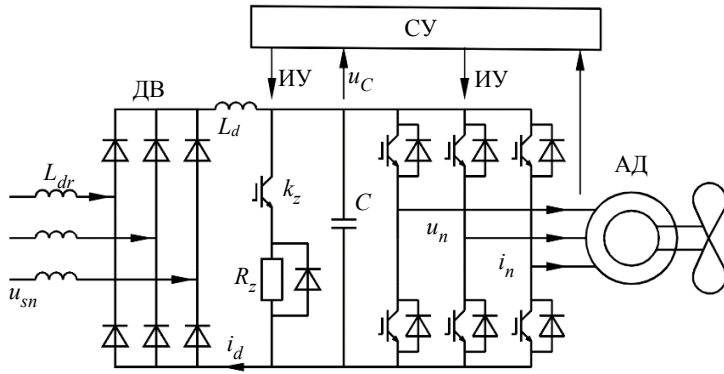 СУ
ИУ
u_C
ИУ
ДВ
L_d
АД
L_dr
k_z
C
u_n
R_z
i_n
u_sn
i_d